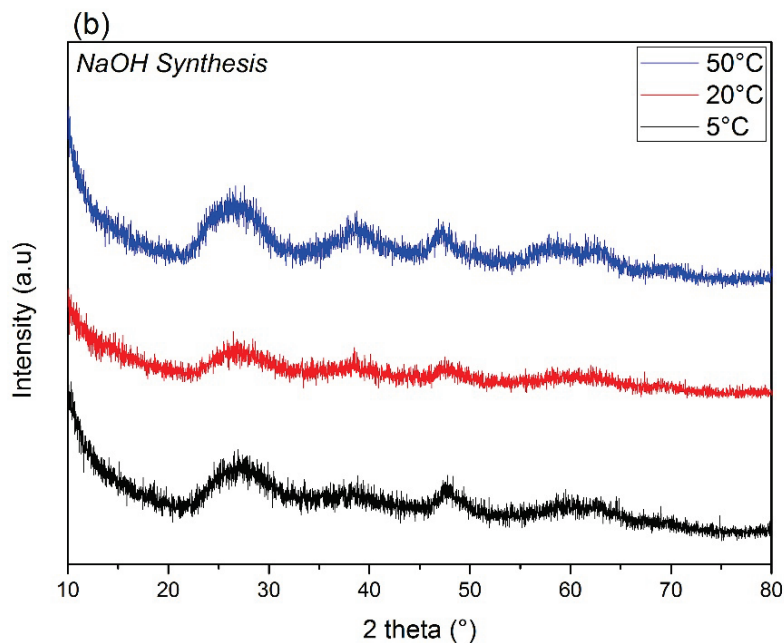 (b)
NaOH Synthesis
50°C
20°C
5°C
Intensity (a.u)
10 20 30 40 50 60 70 80
2 theta (°)